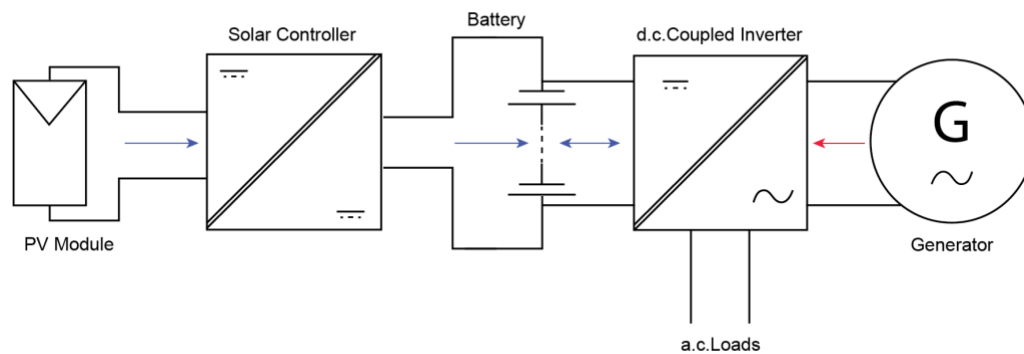 Battery
Solar Controller
d.c.Coupled Inverter
G
PV Module
Generator
a.c.Loads